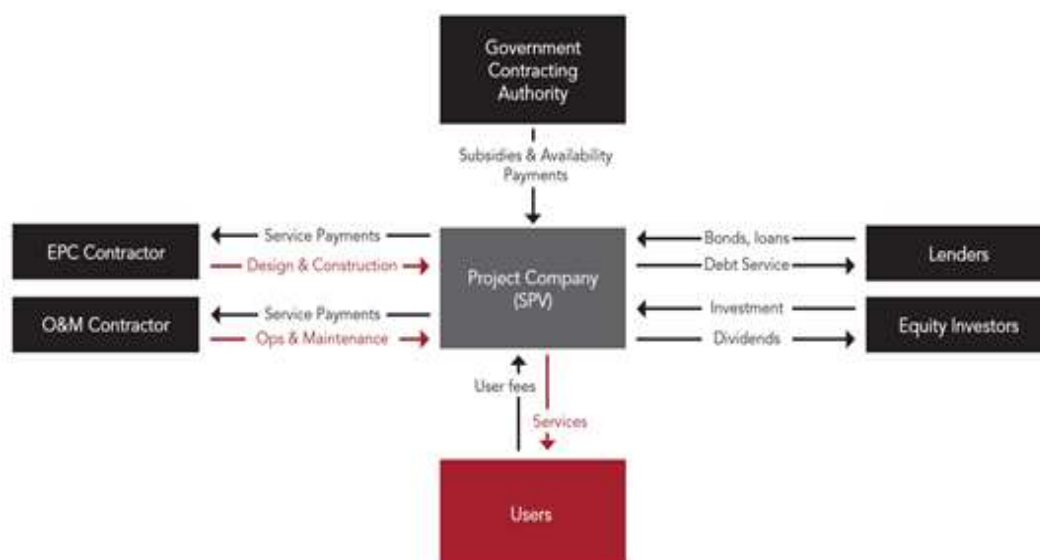 Government
Contracting
Authority
Subsidies & Availability
Payments
EPC Contractor
Service Payments
Design & Construction
O&M Contractor
Service Payments
Ops & Maintenance
Project Company
(SPV)
Bonds, loans
Debt Service
Lenders
Investment
Dividends
Equity Investors
User fees
Services
Users